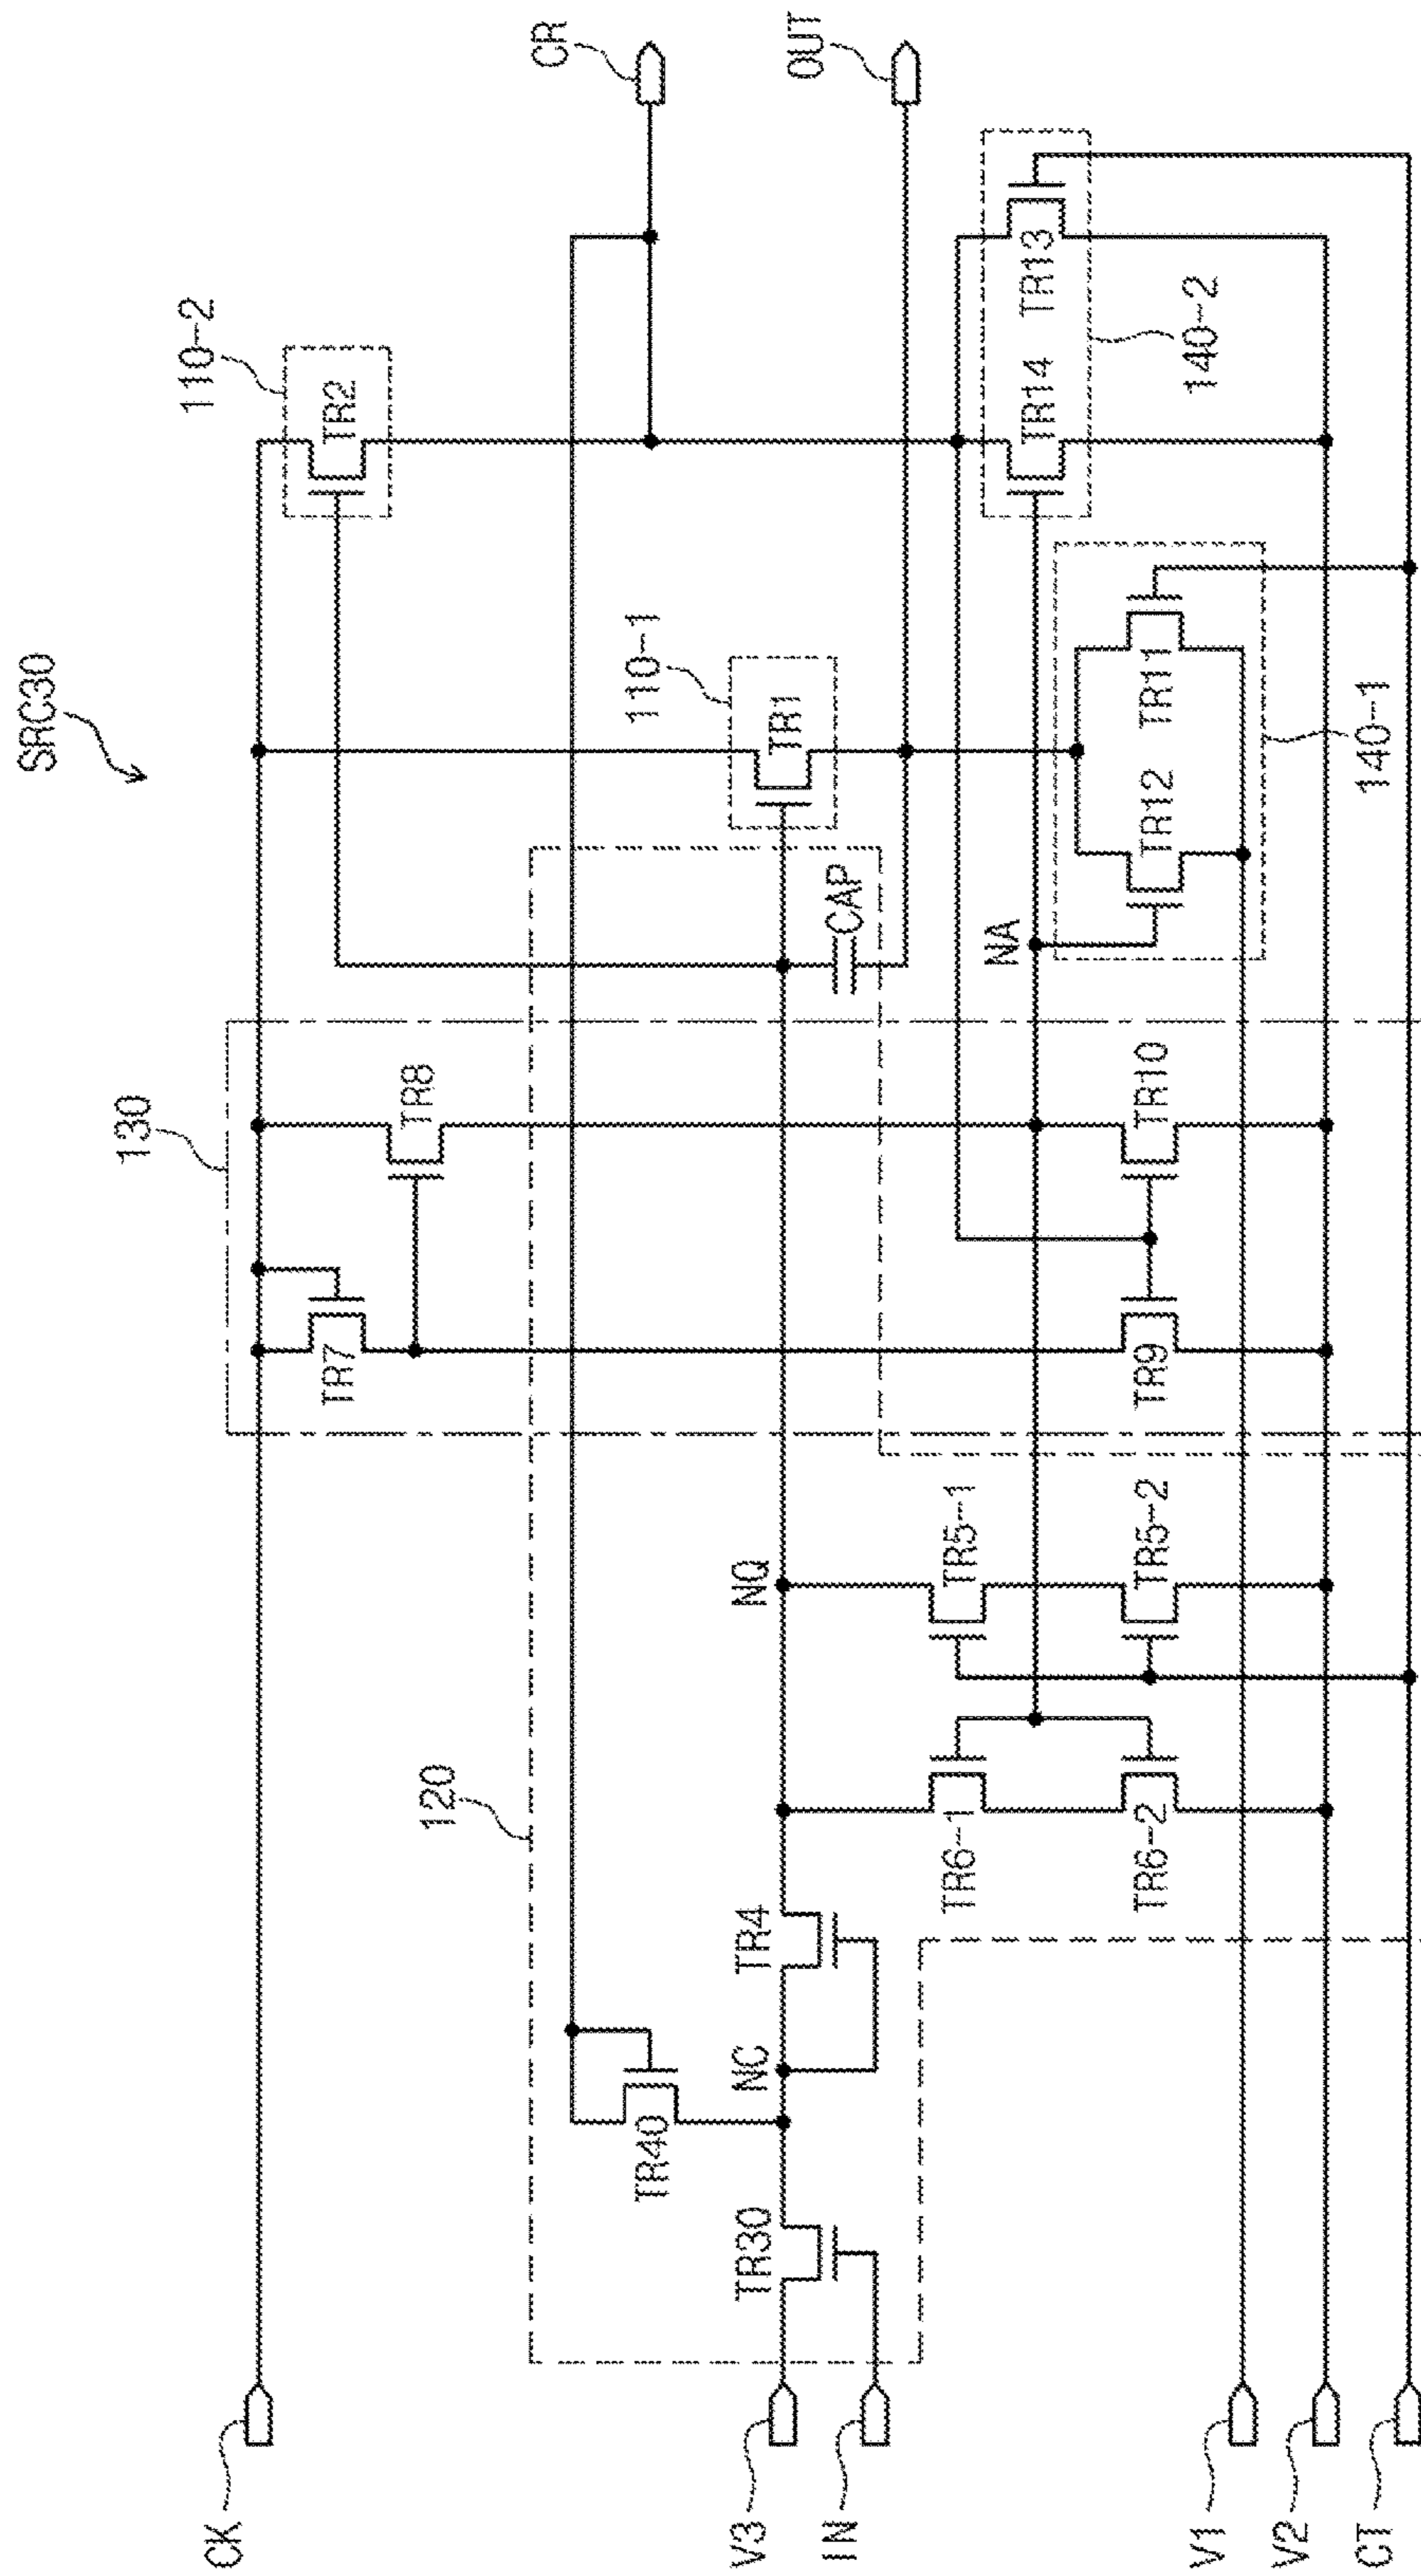 SRC30
CK
V3
IN
V1
V2
CT
CR
OUT
110-2
TR2
110-1
TR1
130
TR7
TR8
CAP
120
TR30
TR40
NC
TR4
NQ
TR6-1
TR6-2
TR5-1
TR5-2
TR9
TR10
NA
TR12
TR11
140-1
TR14
TR13
140-2